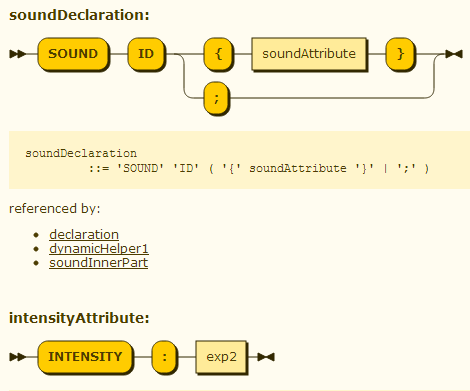 soundDeclaration:
SOUND ID { soundAttribute }
;
soundDeclaration
::= 'SOUND' 'ID' ( '{' soundAttribute '}' | ';' )
referenced by:
declaration
dynamicHelper1
soundInnerPart
intensityAttribute:
INTENSITY : exp2